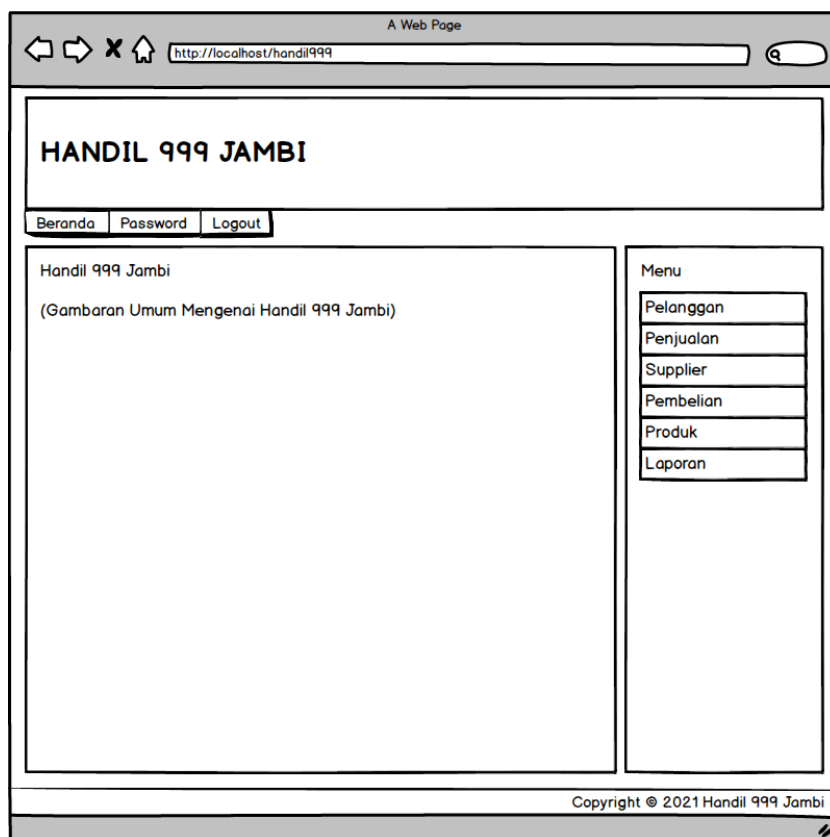 A Web Page
http://localhost/handil999
HANDIL 999 JAMBI
Beranda Password Logout
Handil 999 Jambi
(Gambaran Umum Mengenai Handil 999 Jambi)
Menu
Pelanggan
Penjualan
Supplier
Pembelian
Produk
Laporan
Copyright © 2021 Handil 999 Jambi